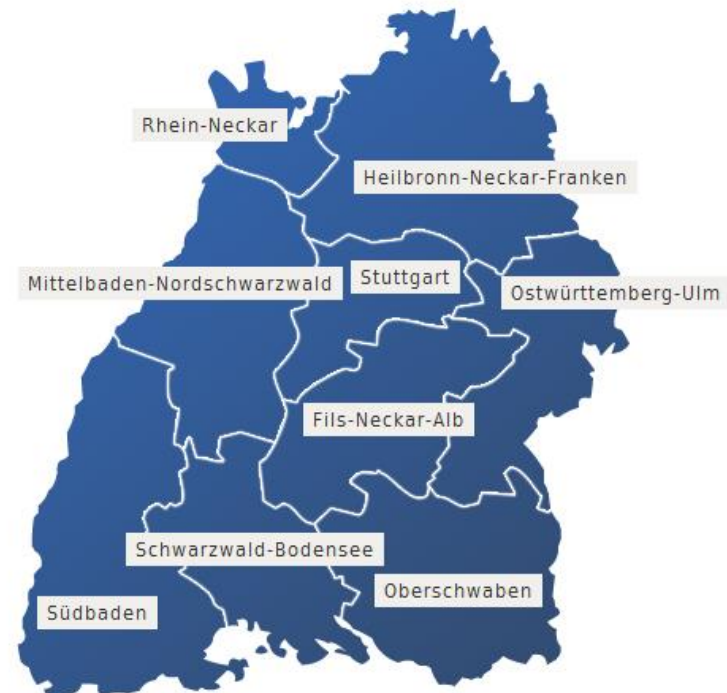 Rhein-Neckar
Heilbronn-Neckar-Franken
Mittelbaden-Nordschwarzwald
Stuttgart
Ostwürttemberg-Ulm
Fils-Neckar-Alb
Schwarzwald-Bodensee
Oberschwaben
Südbaden